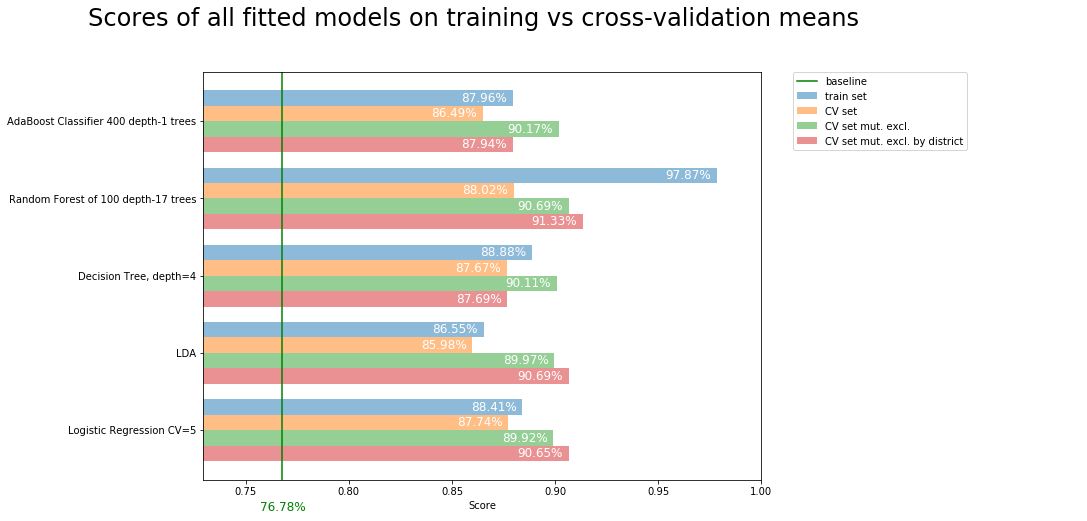 Scores of all fitted models on training vs cross-validation means
baseline
train set
CV set
CV set mut. excl.
CV set mut. excl. by district
AdaBoost Classifier 400 depth-1 trees
87.96%
86.49%
90.17%
87.94%
Random Forest of 100 depth-17 trees
97.87%
88.02%
90.69%
91.33%
Decision Tree, depth=4
88.88%
87.67%
90.11%
87.69%
LDA
86.55%
85.98%
89.97%
90.69%
Logistic Regression CV=5
88.41%
87.74%
89.92%
90.65%
0.75 0.80 0.85 0.90 0.95 1.00
76.78%
Score